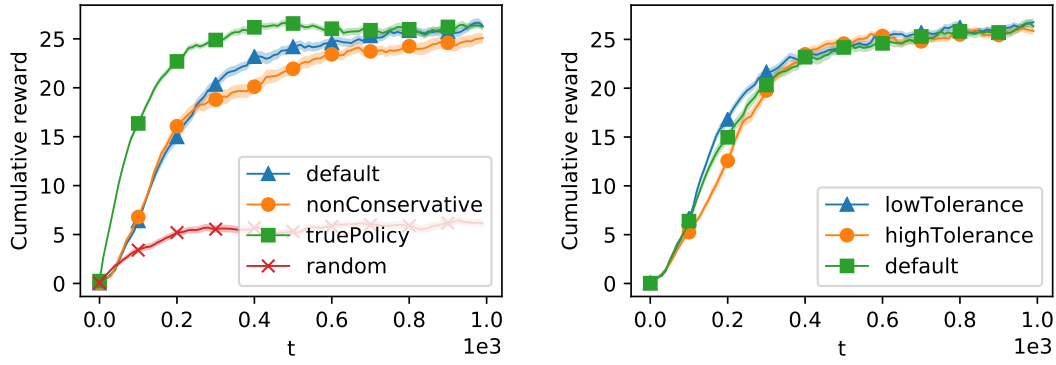 Cumulative reward
25
20
15
10
5
0
default
nonConservative
truePolicy
random
0.0 0.2 0.4 0.6 0.8 1.0
1e3
t
Cumulative reward
25
20
15
10
5
0
lowTolerance
highTolerance
default
0.0 0.2 0.4 0.6 0.8 1.0
1e3
t